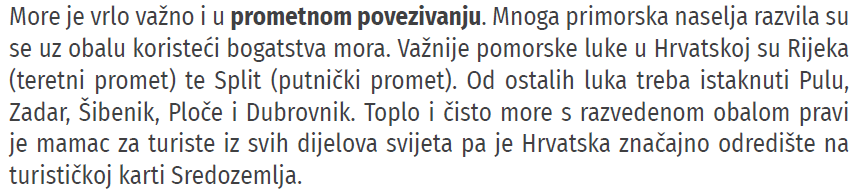 More je vrlo važno i u prometnom povezivanju. Mnoga primorska naselja razvila su
se uz obalu koristeći bogatstva mora. Važnije pomorske luke u Hrvatskoj su Rijeka
(teretni promet) te Split (putnički promet). Od ostalih luka treba istaknuti Pulu,
Zadar, Šibenik, Ploče i Dubrovnik. Toplo i čisto more s razvedenom obalom pravi
je mamac za turiste iz svih dijelova svijeta pa je Hrvatska značajno odredište na
turističkoj karti Sredozemlja.